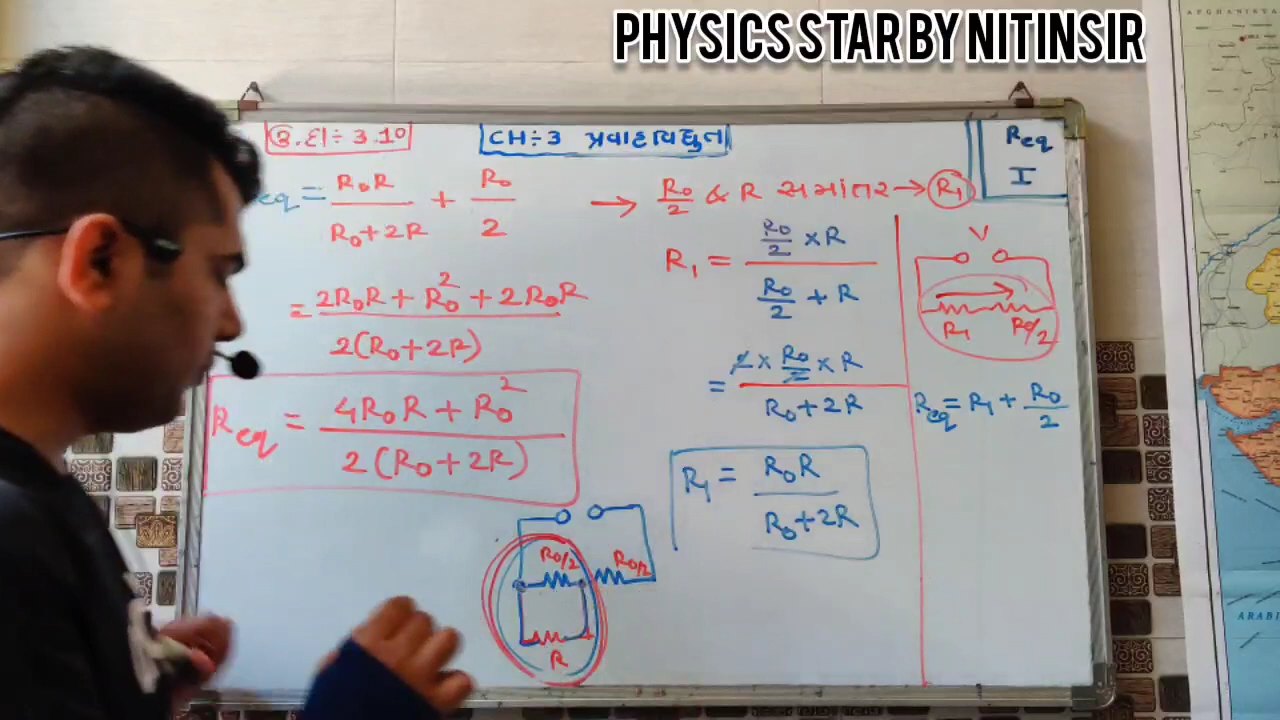 PHYSICS STAR BY NITINSIR
ઉ.દા÷ 3.10
CH÷3 પ્રવાહવિદ્યુત
Req
I
eq = R₀R / R₀+2R + R₀ / 2
= 2R₀R + R₀² + 2R₀R / 2(R₀+2R)
Req = 4R₀R + R₀² / 2(R₀+2R)
→ R₀/2 & R સમાંતર → R₁
R₁ = R₀/2 × R / R₀/2 + R
= 2 × R₀/2 × R / R₀+2R
R₁ = R₀R / R₀+2R
V
R₁ R₀/2
Req = R₁ + R₀/2
R₀/2 R₀/2
R
AFGHANISTAN
ARABI